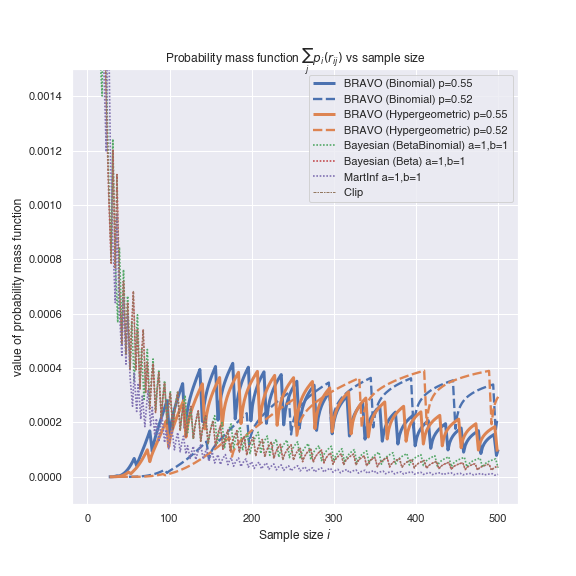 Probability mass function ∑_j p_i(r_ij) vs sample size
BRAVO (Binomial) p=0.55
BRAVO (Binomial) p=0.52
BRAVO (Hypergeometric) p=0.55
BRAVO (Hypergeometric) p=0.52
Bayesian (BetaBinomial) a=1,b=1
Bayesian (Beta) a=1,b=1
MartInf a=1,b=1
Clip
value of probability mass function
0.0014
0.0012
0.0010
0.0008
0.0006
0.0004
0.0002
0.0000
0 100 200 300 400 500
Sample size i